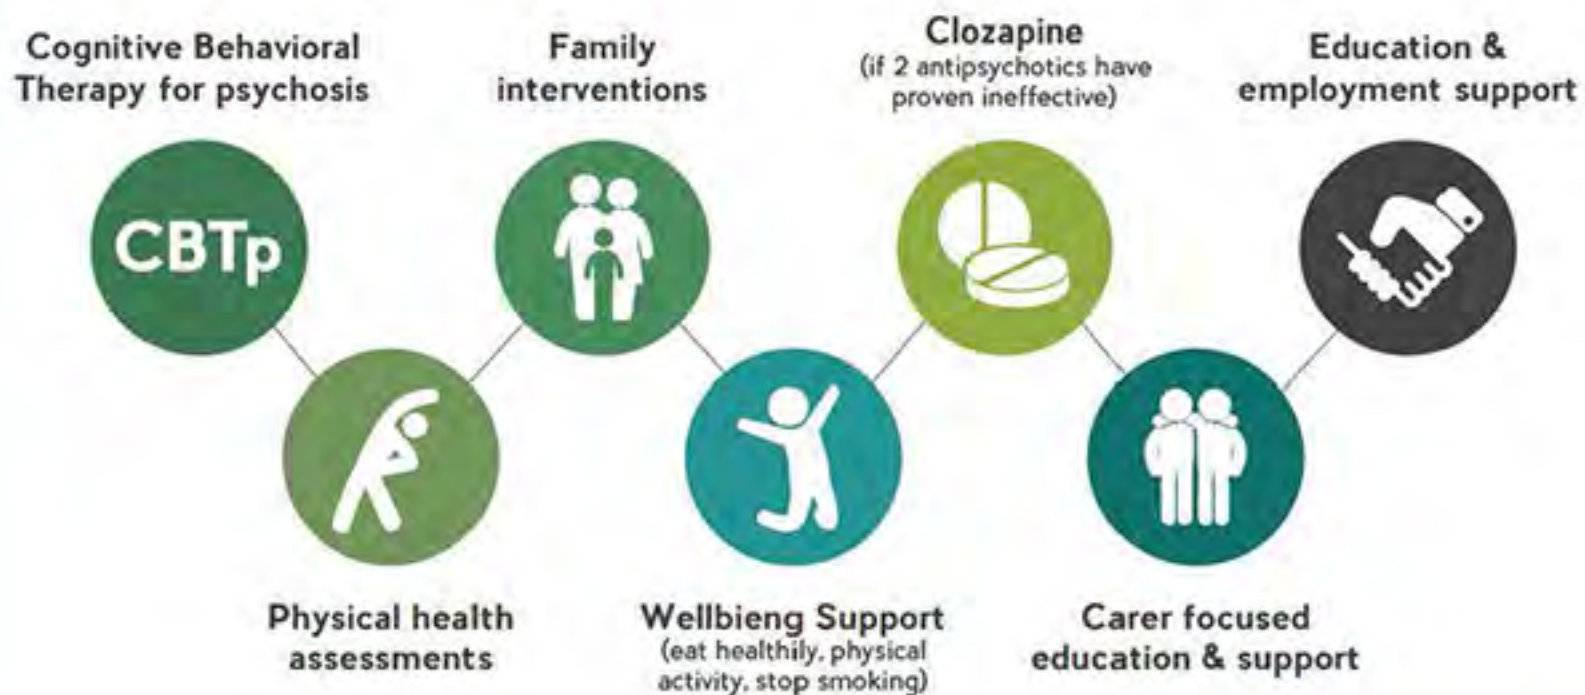 Cognitive Behavioral
Therapy for psychosis
Family
interventions
Clozapine
(if 2 antipsychotics have
proven ineffective)
Education &
employment support
CBTp
Physical health
assessments
Wellbieng Support
(eat healthily, physical
activity, stop smoking)
Carer focused
education & support